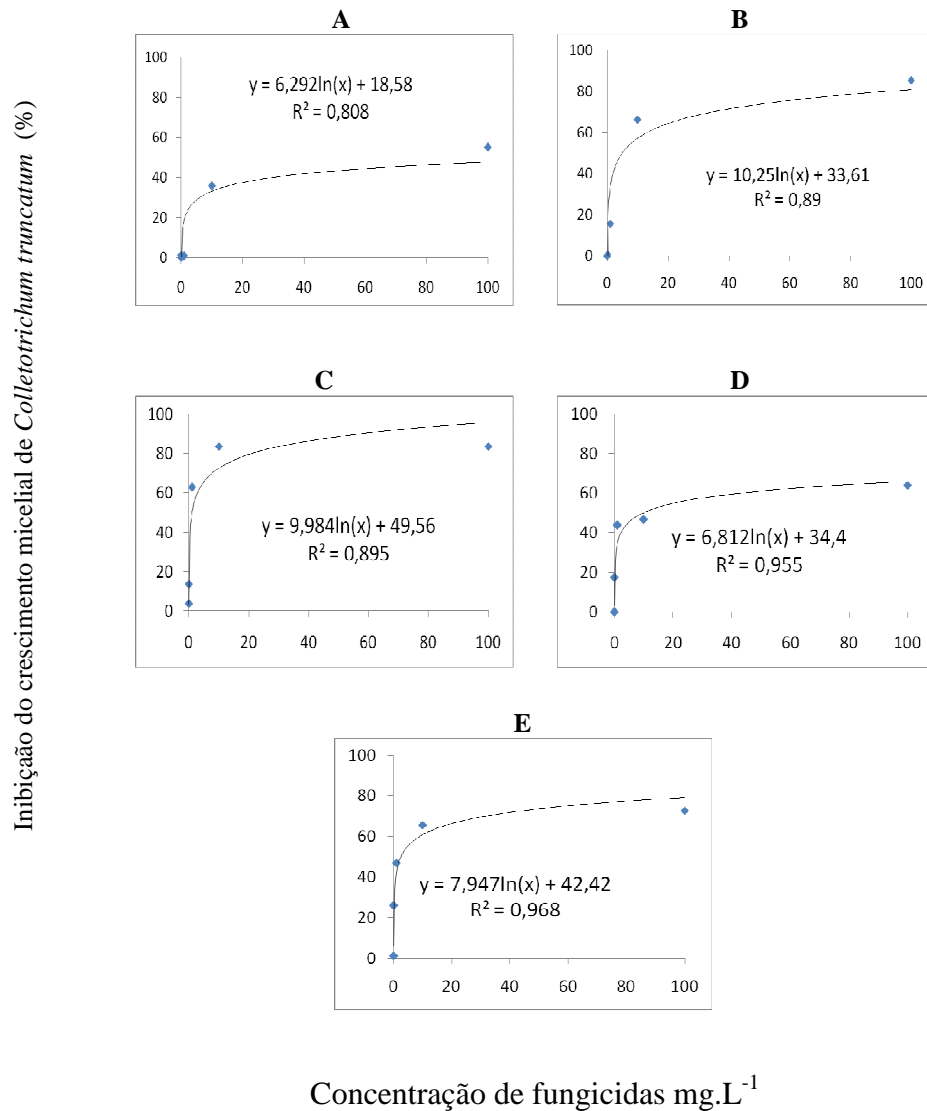 A
B
100
80
60
40
20
0
y = 6,292ln(x) + 18,58
R² = 0,808
0 20 40 60 80 100
100
80
60
40
20
0
y = 10,25ln(x) + 33,61
R² = 0,89
0 20 40 60 80 100
C
D
100
80
60
40
20
0
y = 9,984ln(x) + 49,56
R² = 0,895
0 20 40 60 80 100
100
80
60
40
20
0
y = 6,812ln(x) + 34,4
R² = 0,955
0 20 40 60 80 100
E
100
80
60
40
20
0
y = 7,947ln(x) + 42,42
R² = 0,968
0 20 40 60 80 100
Inibiçãao do crescimento micelial de Colletotrichum truncatum (%)
Concentração de fungicidas mg.L⁻¹